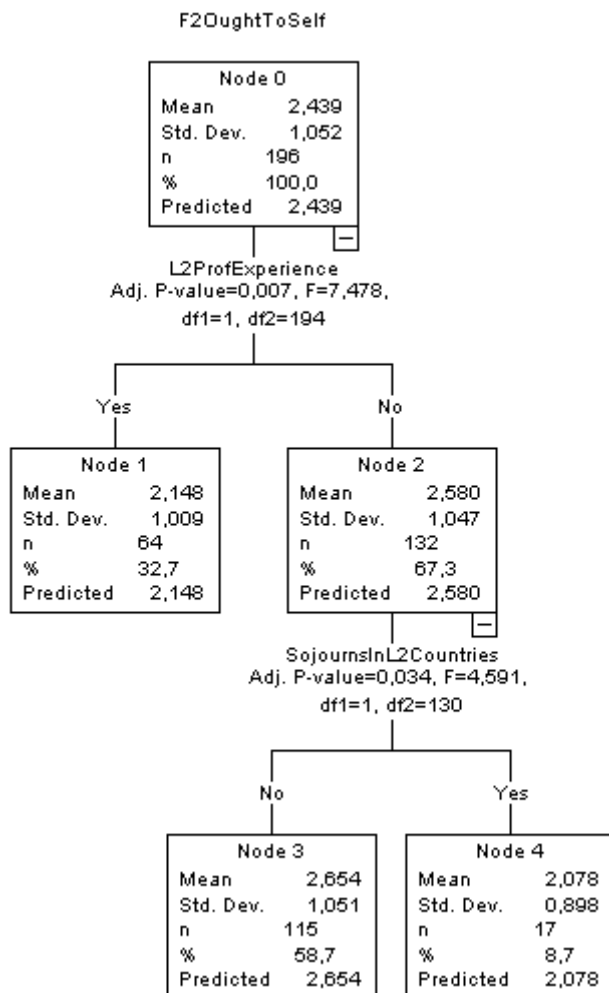 F2OughtToSelf
Node 0
Mean 2,439
Std. Dev. 1,052
n 196
% 100,0
Predicted 2,439
L2ProfExperience
Adj. P-value=0,007, F=7,478,
df1=1, df2=194
Yes
No
Node 1
Mean 2,148
Std. Dev. 1,009
n 64
% 32,7
Predicted 2,148
Node 2
Mean 2,580
Std. Dev. 1,047
n 132
% 67,3
Predicted 2,580
SojournsInL2Countries
Adj. P-value=0,034, F=4,591,
df1=1, df2=130
No
Yes
Node 3
Mean 2,654
Std. Dev. 1,051
n 115
% 58,7
Predicted 2,654
Node 4
Mean 2,078
Std. Dev. 0,898
n 17
% 8,7
Predicted 2,078